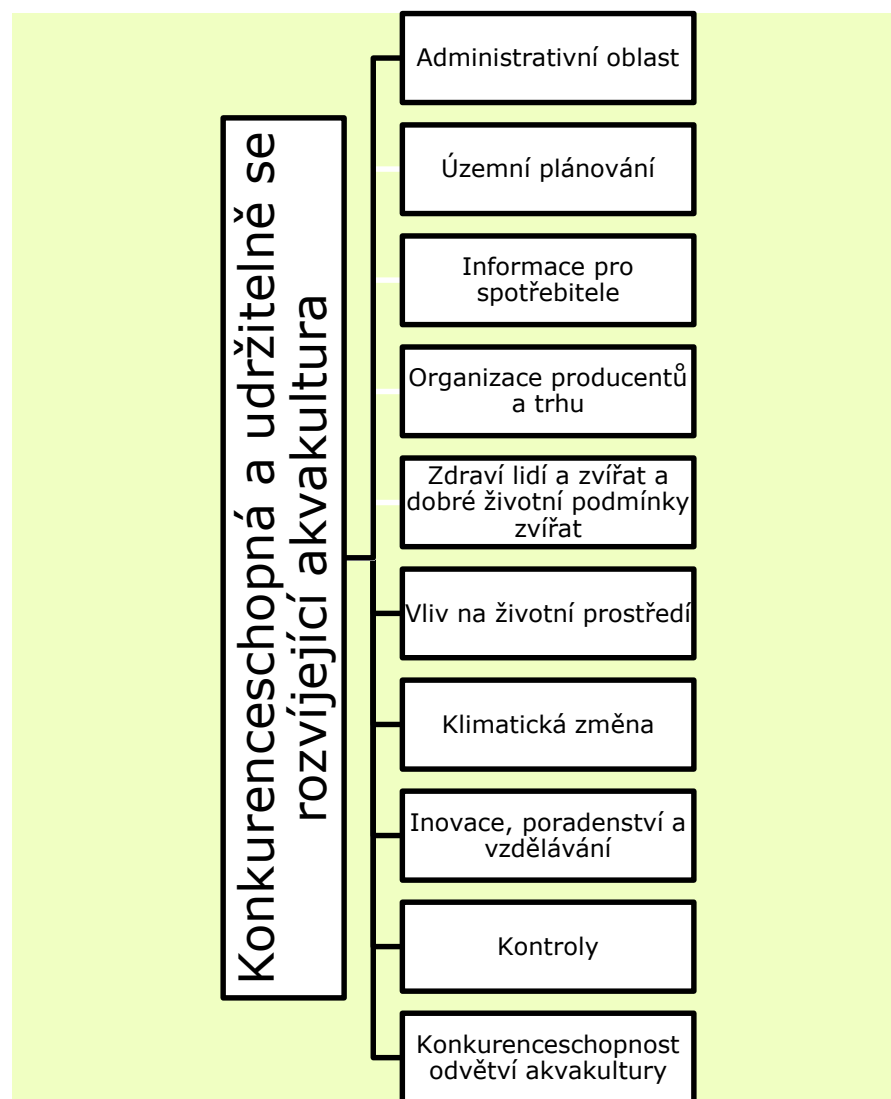 Konkurenceschopná a udržitelně se
rozvíjející akvakultura
Administrativní oblast
Územní plánování
Informace pro
spotřebitele
Organizace producentů
a trhu
Zdraví lidí a zvířat a
dobré životní podmínky
zvířat
Vliv na životní prostředí
Klimatická změna
Inovace, poradenství a
vzdělávání
Kontroly
Konkurenceschopnost
odvětví akvakultury